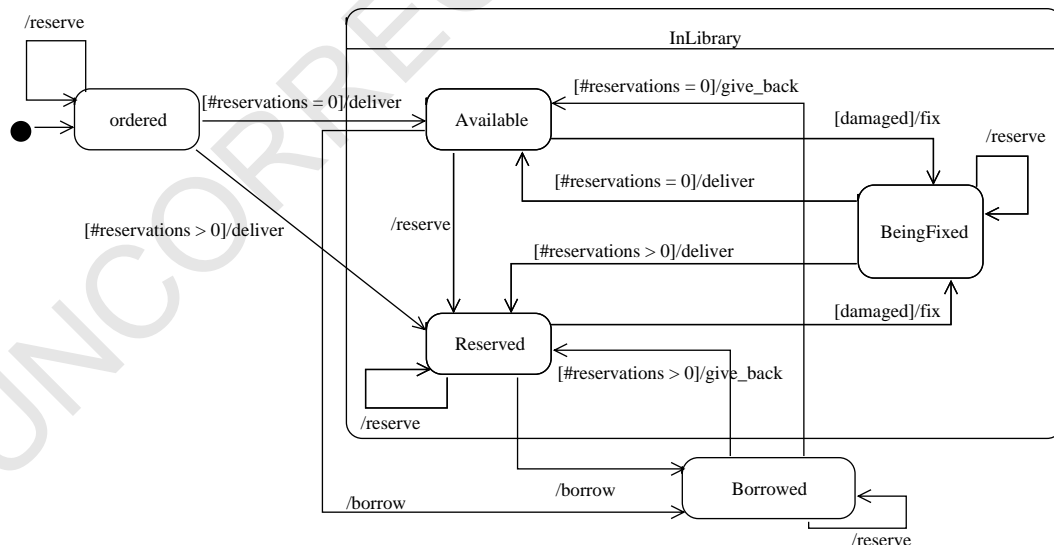 /reserve
InLibrary
[#reservations = 0]/give_back
[#reservations = 0]/deliver
ordered
Available
[damaged]/fix
/reserve
[#reservations = 0]/deliver
/reserve
[#reservations > 0]/deliver
BeingFixed
[#reservations > 0]/deliver
[damaged]/fix
Reserved
[#reservations > 0]/give_back
/reserve
/borrow
/borrow
Borrowed
/reserve
UNCORREC